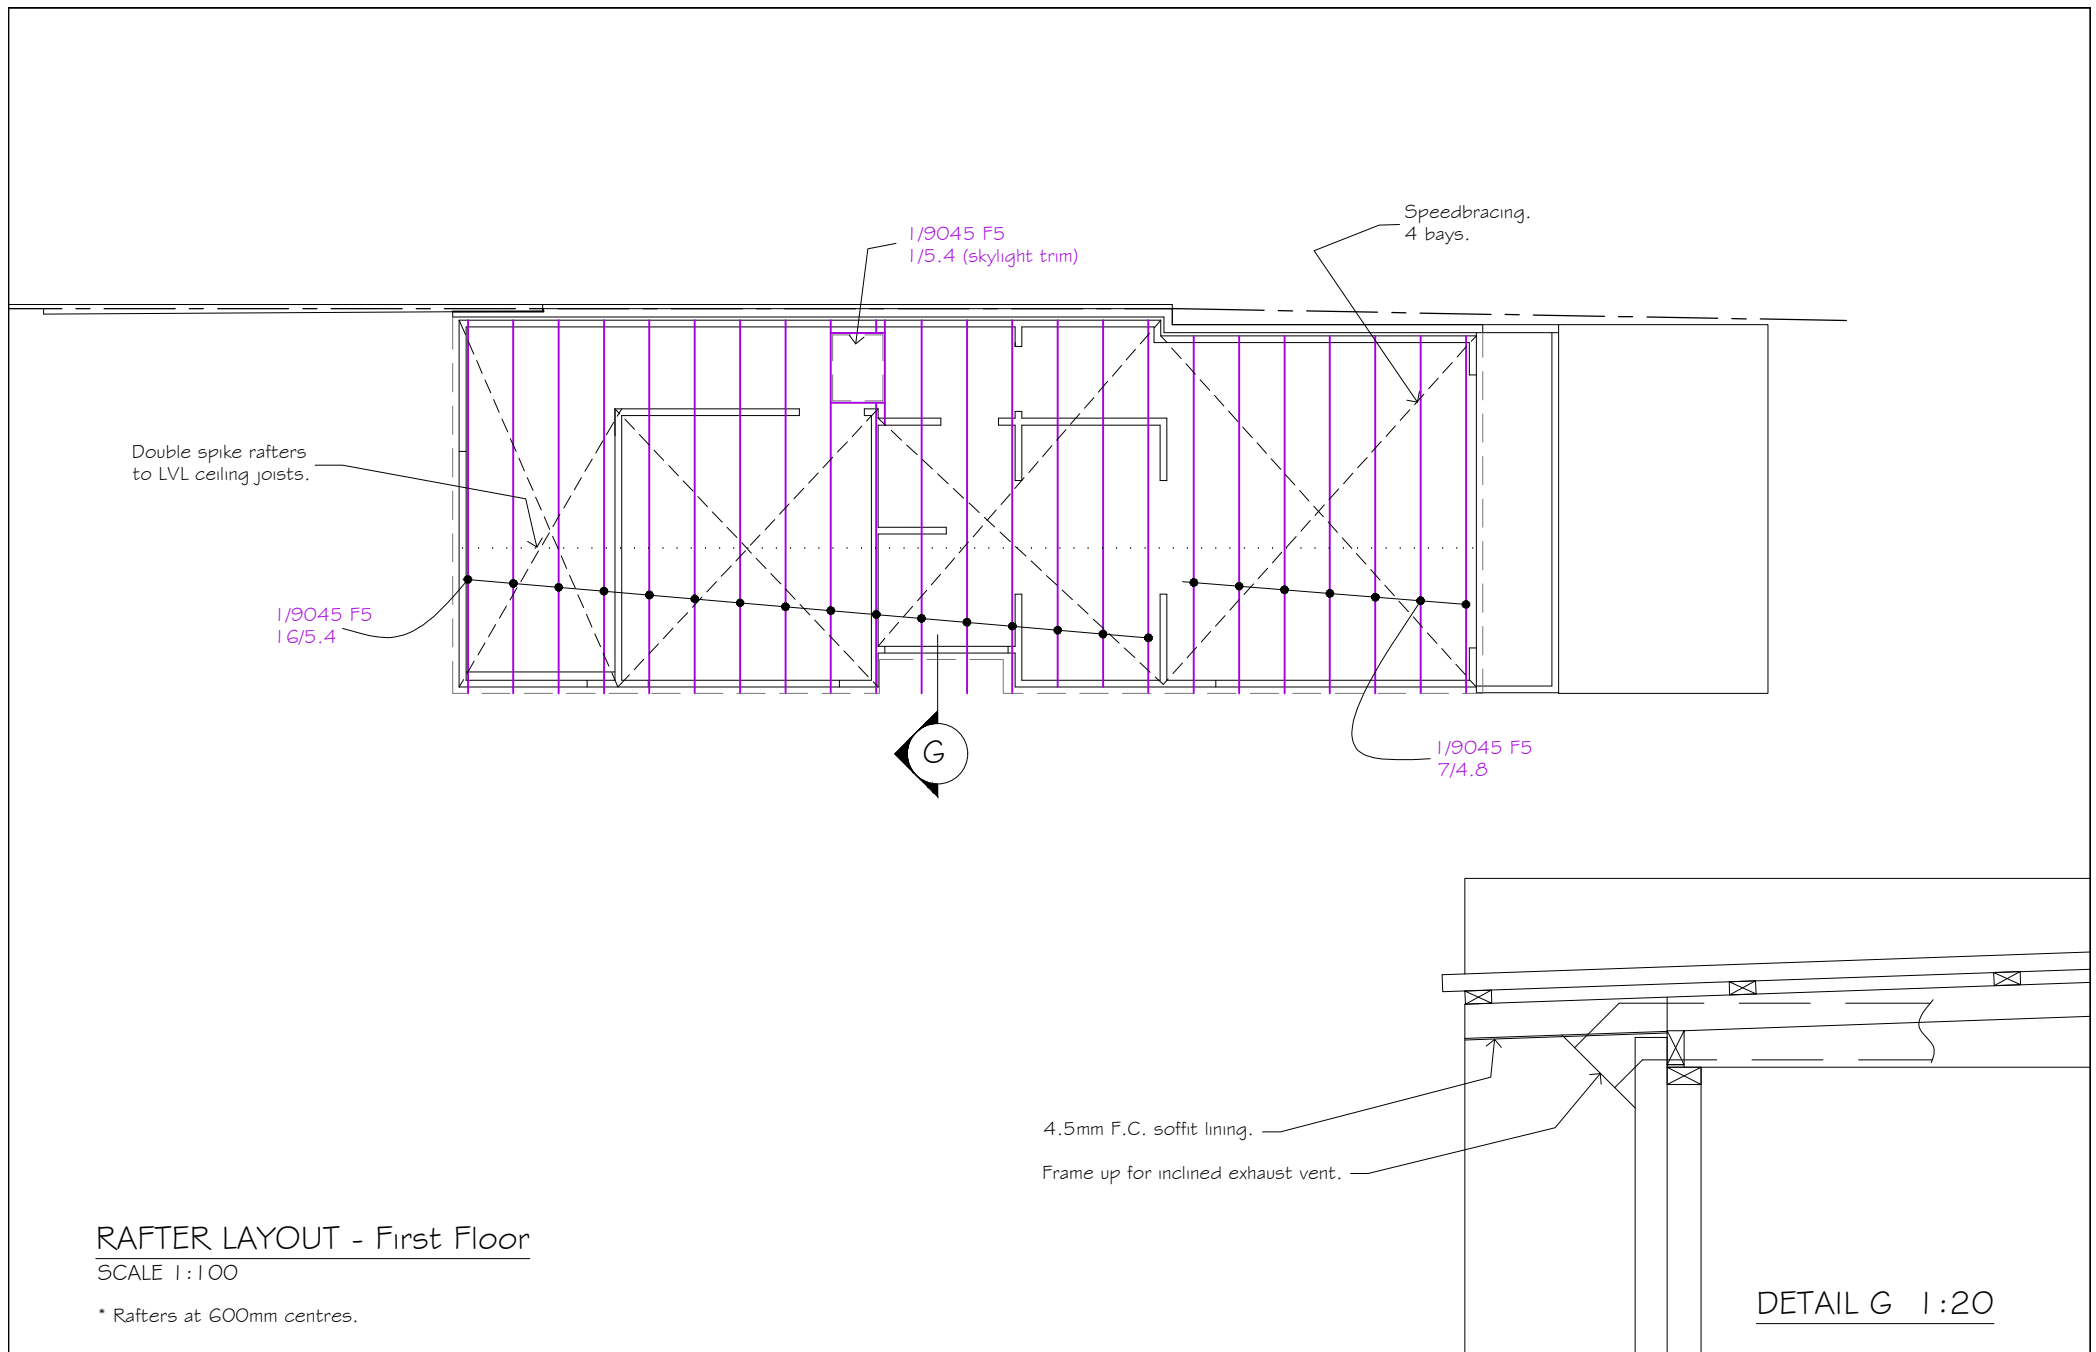 Speedbracing.
4 bays.
1/9045 F5
1/5.4 (skylight trim)
Double spike rafters
to LVL ceiling joists.
1/9045 F5
16/5.4
G
1/9045 F5
7/4.8
4.5mm F.C. soffit lining.
Frame up for inclined exhaust vent.
RAFTER LAYOUT - First Floor
SCALE 1:100
* Rafters at 600mm centres.
DETAIL G 1:20